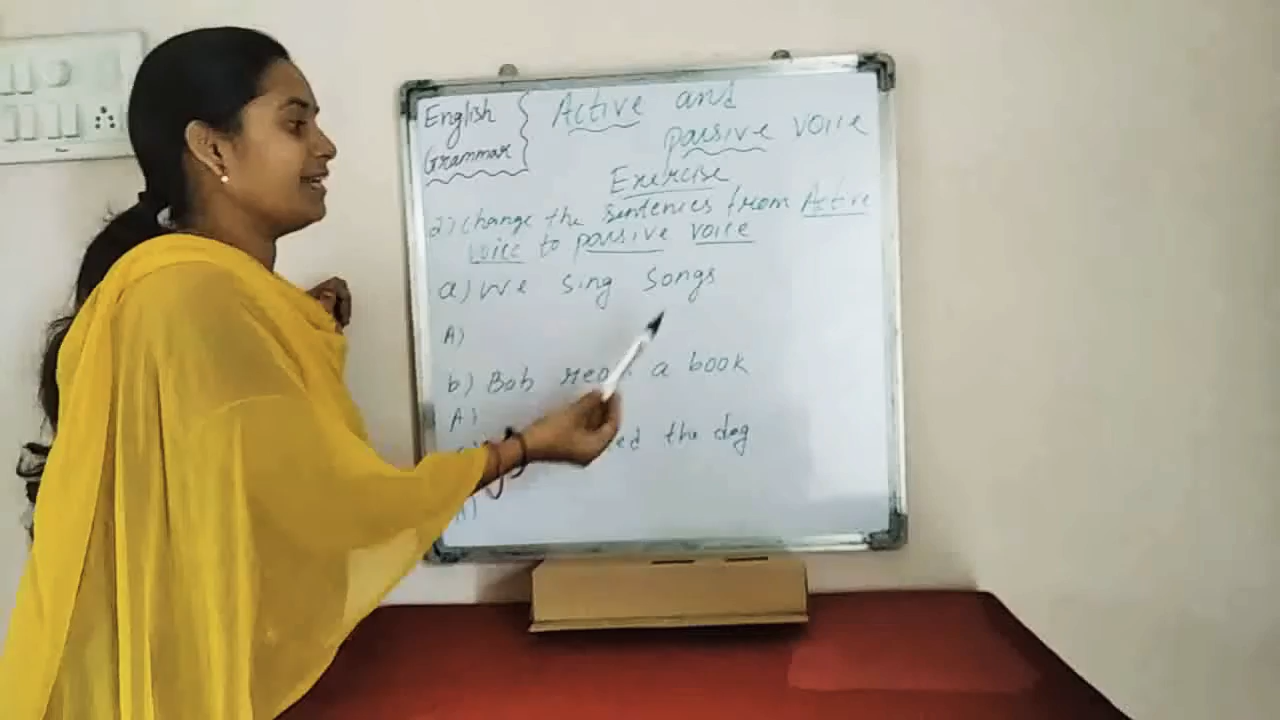 English
Grammar
Active and
passive voice
Exercise
2) change the sentences from Active
voice to passive voice
a) we sing songs
A)
b) Bob a book
A)
the dog
A)